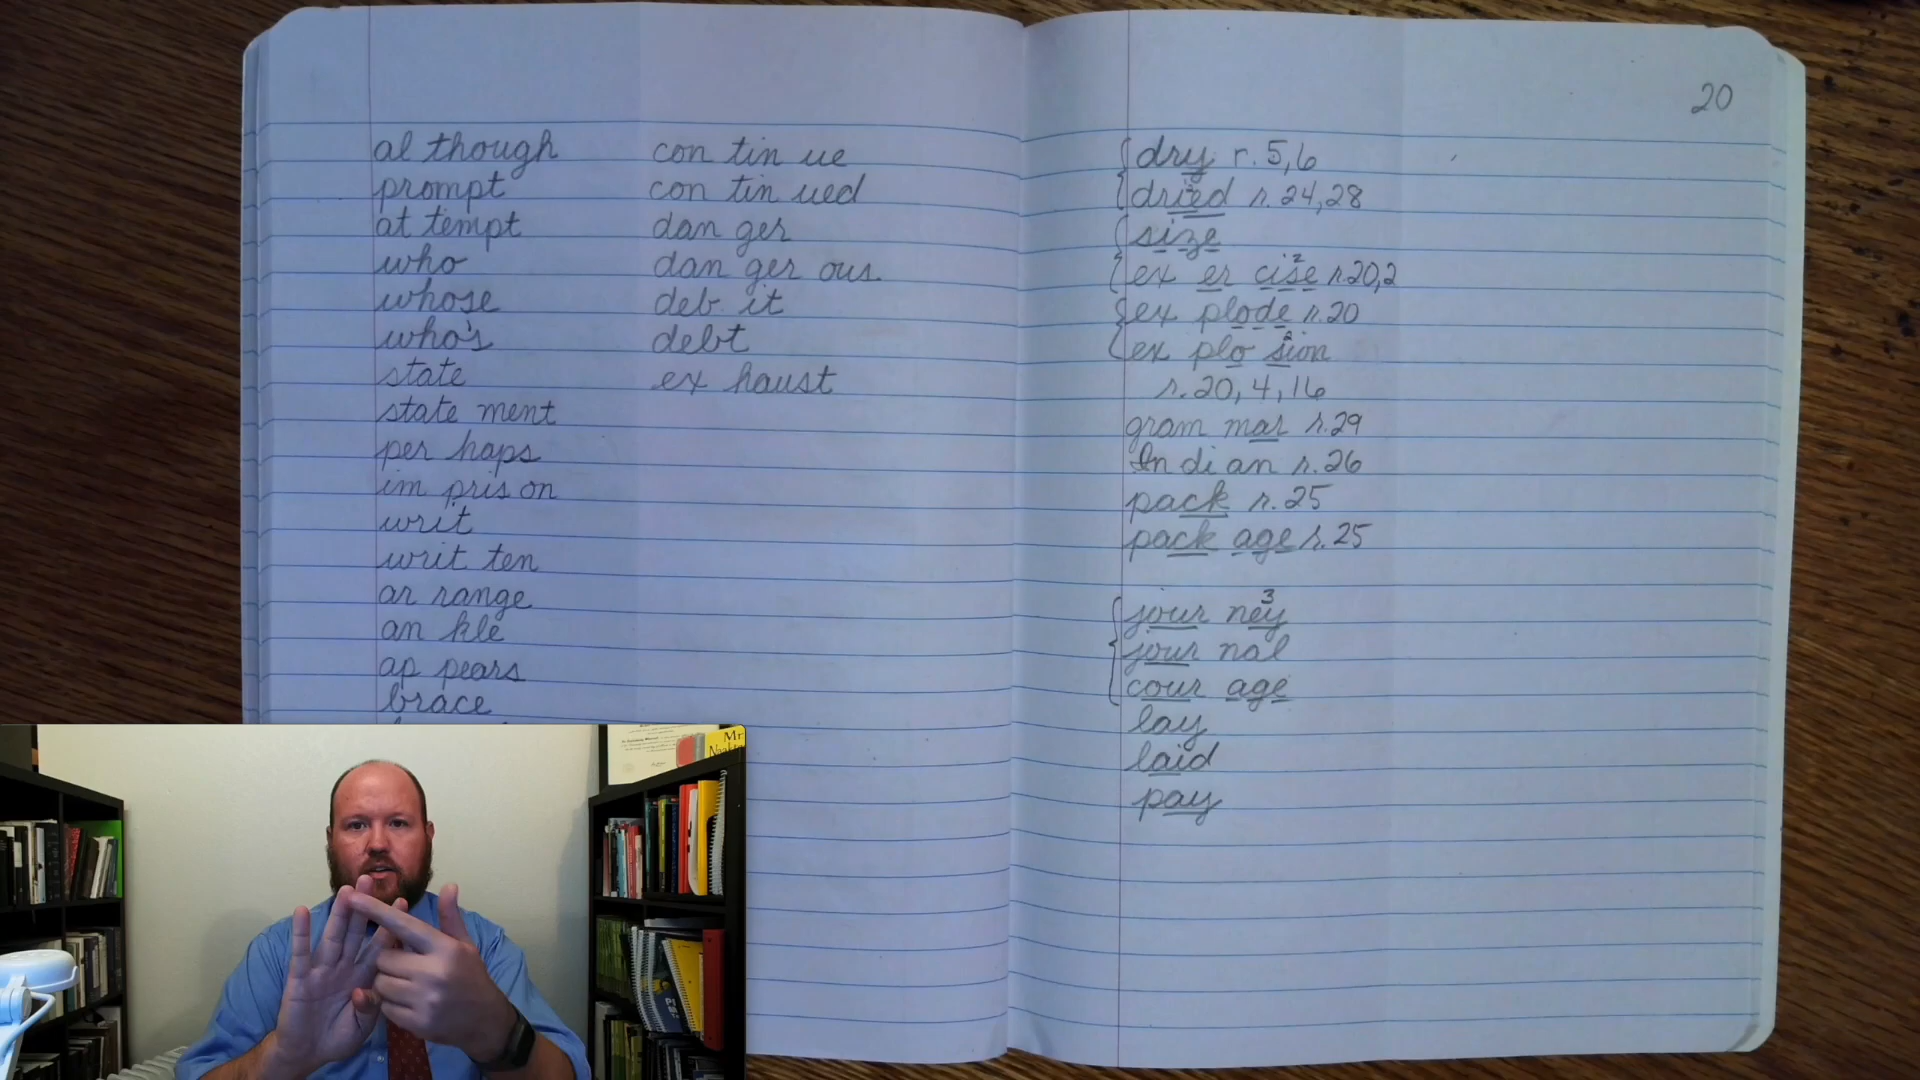 al though
prompt
at tempt
who
whose
who's
state
state ment
per haps
im pris on
writ
writ ten
ar range
an kle
ap pears
brace
con tin ue
con tin ued
dan ger
dan ger ous
deb it
debt
ex haust
20
dry r. 5,6
dried r. 24,28
size
ex er cise r. 20,2
ex plode r. 20
ex plo sion
r. 20, 4, 16
gram mar r. 29
In di an r. 26
pack r. 25
pack age r. 25
jour ney
jour nal
cour age
lay
laid
pay
Mr.